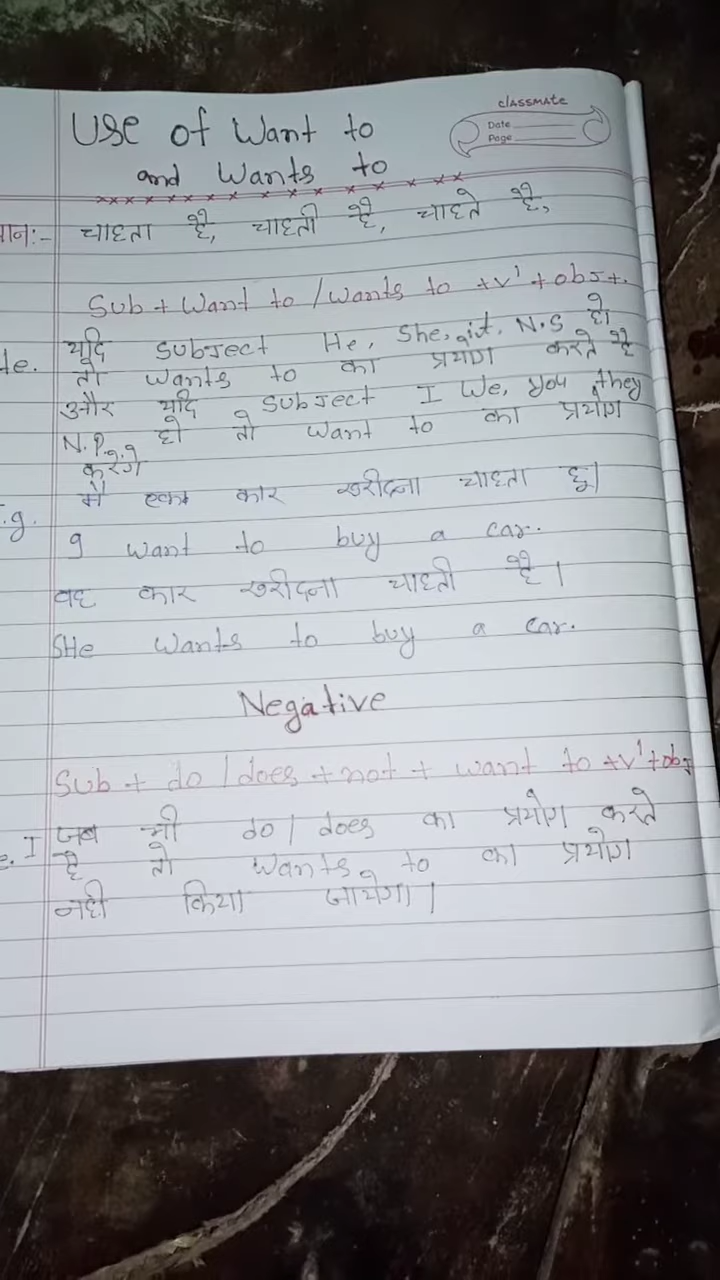 classmate
Date
Page
Use of Want to
and Wants to
ान:- चाहता है, चाहती है, चाहते है,
Sub + Want to / wants to + v¹ + obj+.
te. यदि subject He, She, it, N.S हो
तो wants to का प्रयोग करते है
और यदि subject I We, you they
N.P. हो तो want to का प्रयोग
करेगे
.g. मैं एक कार खरीदना चाहता हू।
I want to buy a car.
वह कार खरीदना चाहती है।
SHe wants to buy a car.
Negative
Sub + do / does + not + want to + v¹ + obj
e. I जब भी do / does का प्रयोग करते
है तो wants to का प्रयोग
नही किया जायेगा।